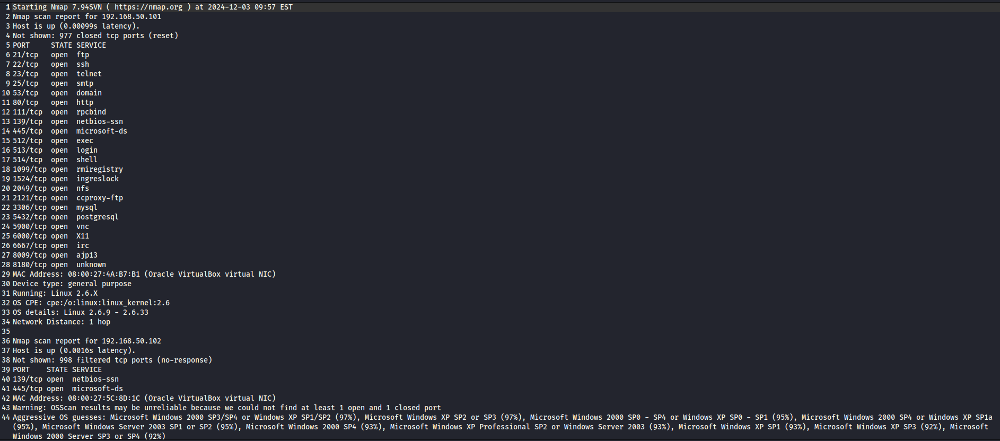 1 Starting Nmap 7.94SVN ( https://nmap.org ) at 2024-12-03 09:57 EST
2 Nmap scan report for 192.168.50.101
3 Host is up (0.00099s latency).
4 Not shown: 977 closed tcp ports (reset)
5 PORT     STATE SERVICE
6 21/tcp   open  ftp
7 22/tcp   open  ssh
8 23/tcp   open  telnet
9 25/tcp   open  smtp
10 53/tcp   open  domain
11 80/tcp   open  http
12 111/tcp  open  rpcbind
13 139/tcp  open  netbios-ssn
14 445/tcp  open  microsoft-ds
15 512/tcp  open  exec
16 513/tcp  open  login
17 514/tcp  open  shell
18 1099/tcp open  rmiregistry
19 1524/tcp open  ingreslock
20 2049/tcp open  nfs
21 2121/tcp open  ccproxy-ftp
22 3306/tcp open  mysql
23 5432/tcp open  postgresql
24 5900/tcp open  vnc
25 6000/tcp open  X11
26 6667/tcp open  irc
27 8009/tcp open  ajp13
28 8180/tcp open  unknown
29 MAC Address: 08:00:27:4A:B7:B1 (Oracle VirtualBox virtual NIC)
30 Device type: general purpose
31 Running: Linux 2.6.X
32 OS CPE: cpe:/o:linux:linux_kernel:2.6
33 OS details: Linux 2.6.9 - 2.6.33
34 Network Distance: 1 hop
35
36 Nmap scan report for 192.168.50.102
37 Host is up (0.0016s latency).
38 Not shown: 998 filtered tcp ports (no-response)
39 PORT    STATE SERVICE
40 139/tcp open  netbios-ssn
41 445/tcp open  microsoft-ds
42 MAC Address: 08:00:27:5C:8D:1C (Oracle VirtualBox virtual NIC)
43 Warning: OSScan results may be unreliable because we could not find at least 1 open and 1 closed port
44 Aggressive OS guesses: Microsoft Windows 2000 SP3/SP4 or Windows XP SP1/SP2 (97%), Microsoft Windows XP SP2 or SP3 (97%), Microsoft Windows 2000 SP0 - SP4 or Windows XP SP0 - SP1 (95%), Microsoft Windows 2000 SP4 or Windows XP SP1a
(95%), Microsoft Windows Server 2003 SP1 or SP2 (95%), Microsoft Windows 2000 SP4 (93%), Microsoft Windows XP Professional SP2 or Windows Server 2003 (93%), Microsoft Windows XP SP1 (93%), Microsoft Windows XP SP3 (92%), Microsoft
Windows 2000 Server SP3 or SP4 (92%)